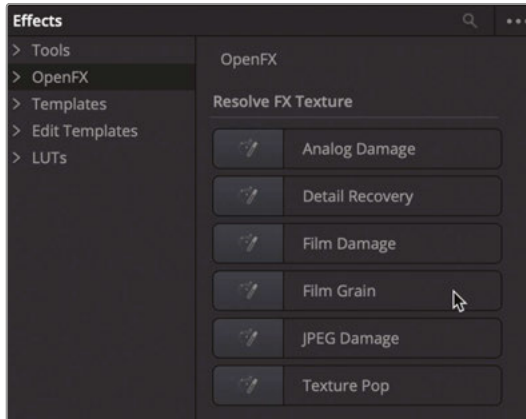 Effects
Tools
OpenFX
Templates
Edit Templates
LUTs
OpenFX
Resolve FX Texture
Analog Damage
Detail Recovery
Film Damage
Film Grain
JPEG Damage
Texture Pop